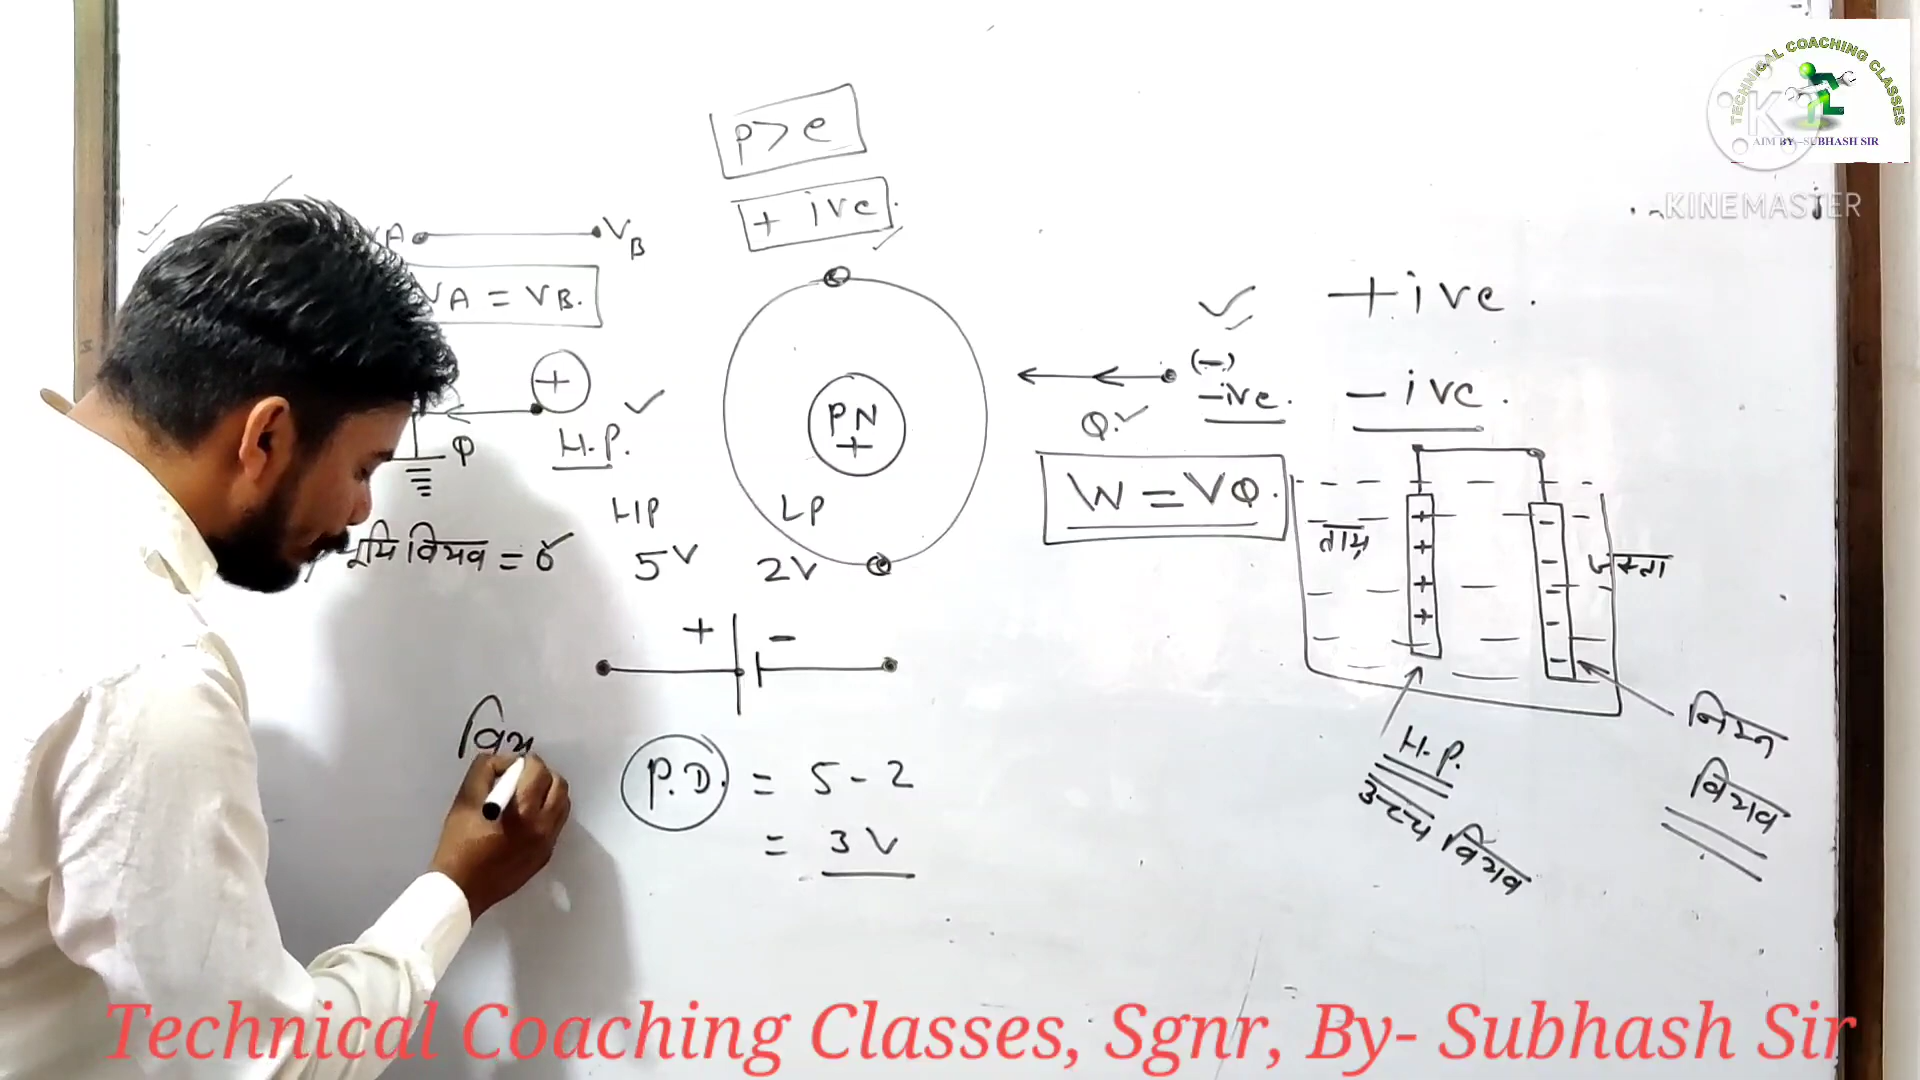 TECHNICAL COACHING CLASSES
AIM BY-SUBHASH SIR
KINEMASTER
P > e
+ ive.
VA VB
VA = VB.
+
Q
H.P.
भूमि विभव = 0
HP LP
5V 2V
PN
+
(-)
-ive.
Q.
W = VQ.
+ive.
-ive.
ताम्र
+
+
+
+
-
-
-
-
-
जस्ता
H.P.
उच्च विभव
निम्न
विभव
+ -
विभ
P.D. = 5 - 2
= 3V
Technical Coaching Classes, Sgnr, By- Subhash Sir